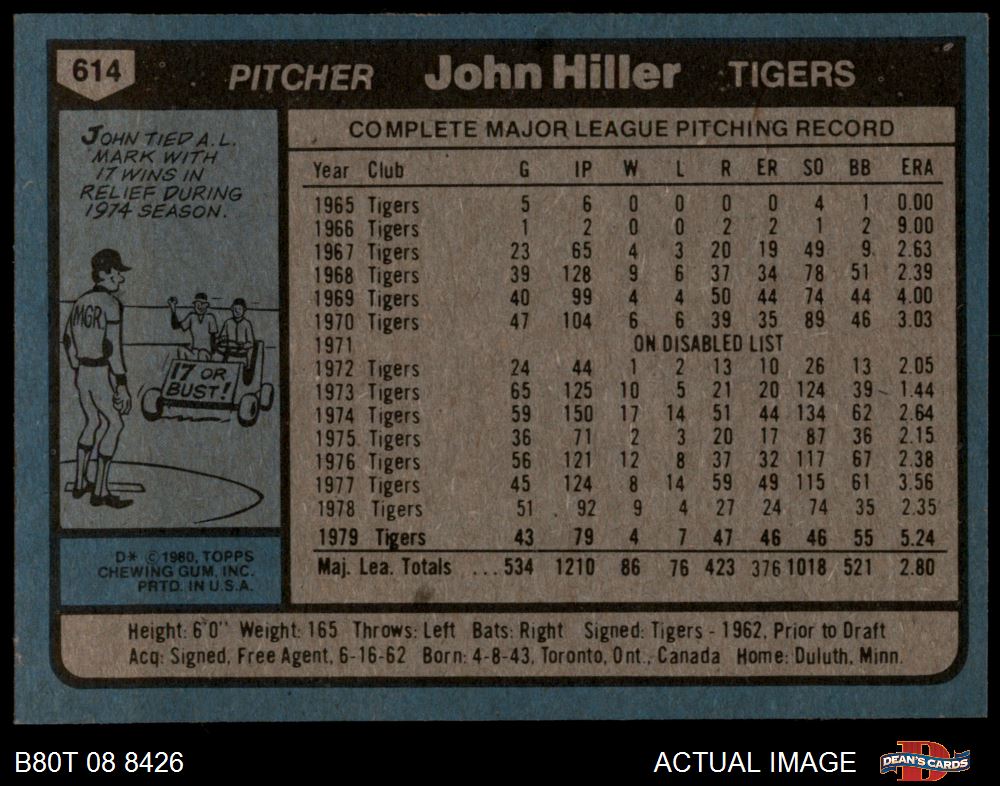 614 PITCHER John Hiller TIGERS
JOHN TIED A.L.
MARK WITH
17 WINS IN
RELIEF DURING
1974 SEASON.
MGR.
17 OR
BUST!
D* ©1980, TOPPS
CHEWING GUM, INC.
PRTD. IN U.S.A.
COMPLETE MAJOR LEAGUE PITCHING RECORD
Year Club G IP W L R ER SO BB ERA
1965 Tigers 5 6 0 0 0 0 4 1 0.00
1966 Tigers 1 2 0 0 2 2 1 2 9.00
1967 Tigers 23 65 4 3 20 19 49 9 2.63
1968 Tigers 39 128 9 6 37 34 78 51 2.39
1969 Tigers 40 99 4 4 50 44 74 44 4.00
1970 Tigers 47 104 6 6 39 35 89 46 3.03
1971 ON DISABLED LIST
1972 Tigers 24 44 1 2 13 10 26 13 2.05
1973 Tigers 65 125 10 5 21 20 124 39 1.44
1974 Tigers 59 150 17 14 51 44 134 62 2.64
1975 Tigers 36 71 2 3 20 17 87 36 2.15
1976 Tigers 56 121 12 8 37 32 117 67 2.38
1977 Tigers 45 124 8 14 59 49 115 61 3.56
1978 Tigers 51 92 9 4 27 24 74 35 2.35
1979 Tigers 43 79 4 7 47 46 46 55 5.24
Maj. Lea. Totals ...534 1210 86 76 423 376 1018 521 2.80
Height: 6'0" Weight: 165 Throws: Left Bats: Right Signed: Tigers - 1962, Prior to Draft
Acq: Signed, Free Agent, 6-16-62 Born: 4-8-43, Toronto, Ont., Canada Home: Duluth, Minn.
B80T 08 8426 ACTUAL IMAGE D DEAN'S CARDS